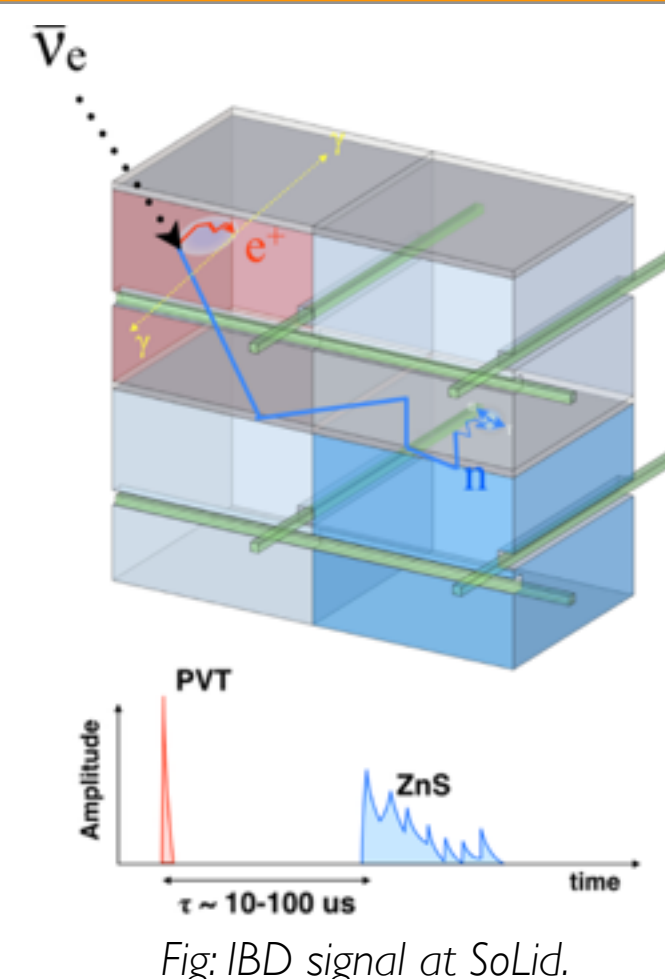 ν̅e
γ
e+
γ
n
PVT
Amplitude
ZnS
time
τ ~ 10-100 us
Fig: IBD signal at SoLid.